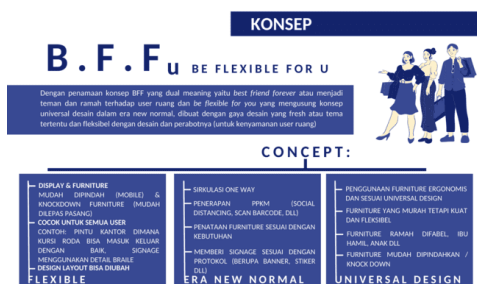 KONSEP
B.F.Fu BE FLEXIBLE FOR U
Dengan penamaan konsep BFF yang dual meaning yaitu best friend forever atau menjadi
teman dan ramah terhadap user ruang dan be flexible for you yang mengusung konsep
universal desain dalam era new normal, dibuat dengan gaya desain yang fresh atau tema
tertentu dan fleksibel dengan desain dan perabotnya (untuk kenyamanan user ruang)
CONCEPT:
DISPLAY & FURNITURE
MUDAH DIPINDAH (MOBILE) &
KNOCKDOWN FURNITURE (MUDAH
DILEPAS PASANG)
COCOK UNTUK SEMUA USER
CONTOH: PINTU KANTOR DIMANA
KURSI RODA BISA MASUK KELUAR
DENGAN BAIK, SIGNAGE
MENGGUNAKAN DETAIL BRAILE
DESIGN LAYOUT BISA DIUBAH
FLEXIBLE
SIRKULASI ONE WAY
PENERAPAN PPKM (SOCIAL
DISTANCING, SCAN BARCODE, DLL)
PENATAAN FURNITURE SESUAI DENGAN
KEBUTUHAN
MEMBERI SIGNAGE SESUAI DENGAN
PROTOKOL (BERUPA BANNER, STIKER
DLL)
ERA NEW NORMAL
PENGGUNAAN FURNITURE ERGONOMIS
DAN SESUAI UNIVERSAL DESIGN
FURNITURE YANG MURAH TETAPI KUAT
DAN FLEKSIBEL
FURNITURE RAMAH DIFABEL, IBU
HAMIL, ANAK DLL
FURNITURE MUDAH DIPINDAHKAN /
KNOCK DOWN
UNIVERSAL DESIGN